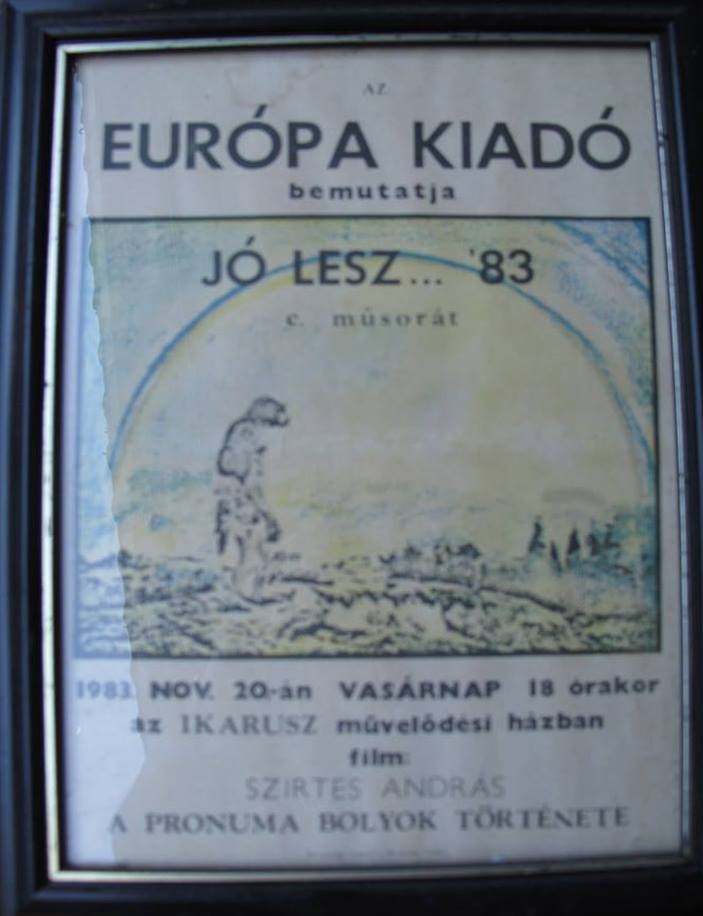 AZ
EURÓPA KIADÓ
bemutatja
JÓ LESZ... '83
c. műsorát
1983. NOV. 20-án VASÁRNAP 18 órakor
az IKARUSZ művelődési házban
film:
SZIRTES ANDRÁS
A PRONUMA BOLYOK TÖRTÉNETE